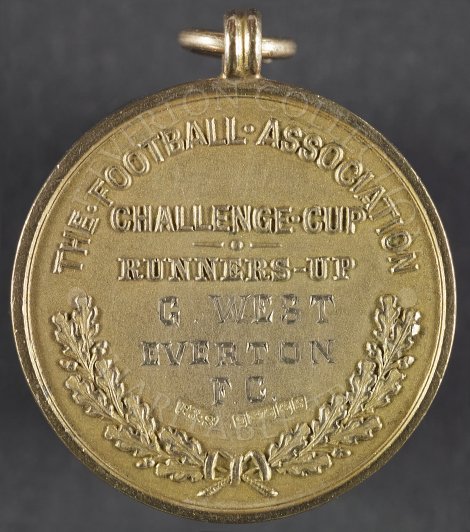 THE·FOOTBALL·ASSOCIATION
CHALLENGE·CUP
RUNNERS-UP
G. WEST
EVERTON
F.C.